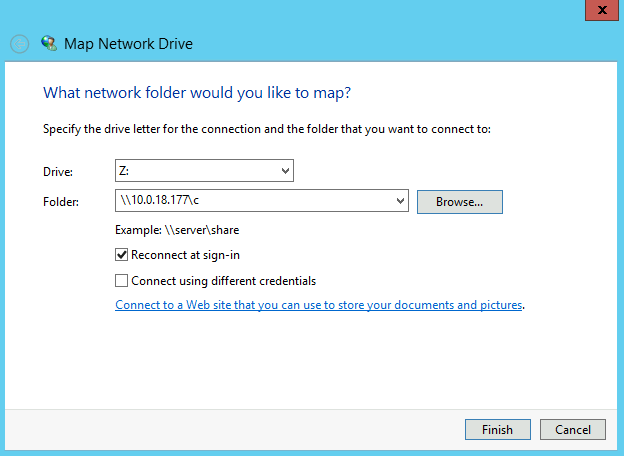 x
Map Network Drive
What network folder would you like to map?
Specify the drive letter for the connection and the folder that you want to connect to:
Drive: Z:
Folder: \\10.0.18.177\c Browse...
Example: \\server\share
Reconnect at sign-in
Connect using different credentials
Connect to a Web site that you can use to store your documents and pictures.
Finish Cancel